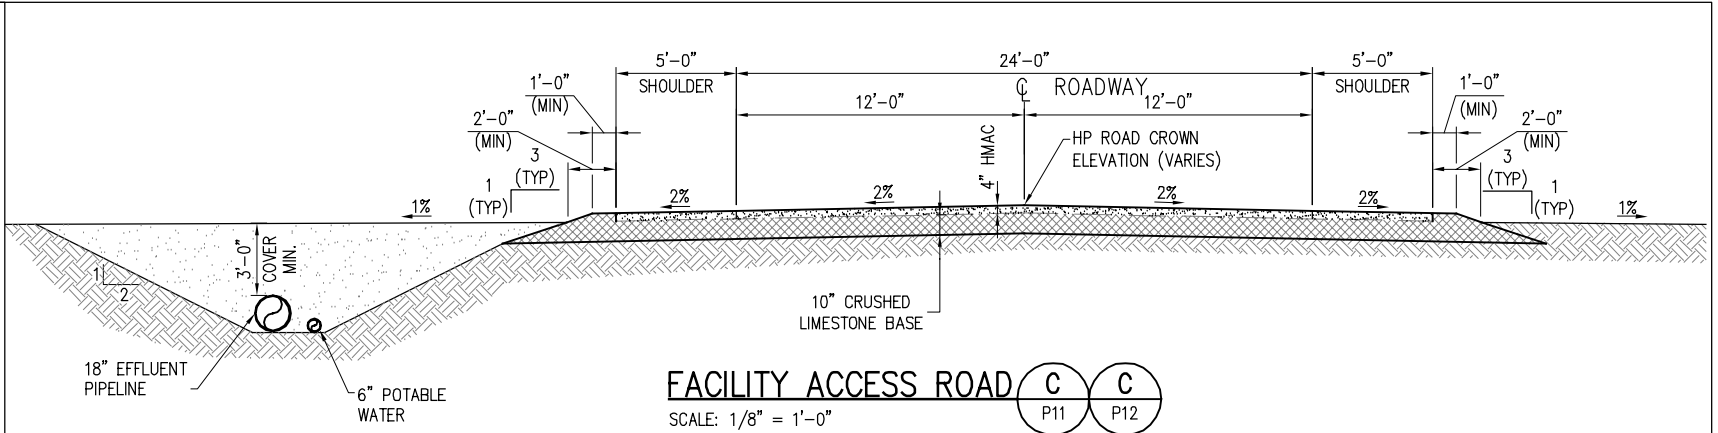 5'-0" 24'-0" 5'-0"
SHOULDER ℄ ROADWAY SHOULDER
1'-0" 1'-0"
(MIN) (MIN)
12'-0" 12'-0"
2'-0" 2'-0"
(MIN) (MIN)
4" HMAC
HP ROAD CROWN
ELEVATION (VARIES)
3 3
(TYP) (TYP)
1 1
(TYP) (TYP)
1% 2% 2% 2% 2% 1%
3'-0"
COVER
MIN.
1
2
10" CRUSHED
LIMESTONE BASE
18" EFFLUENT
PIPELINE
6" POTABLE
WATER
FACILITY ACCESS ROAD C C
P11 P12
SCALE: 1/8" = 1'-0"